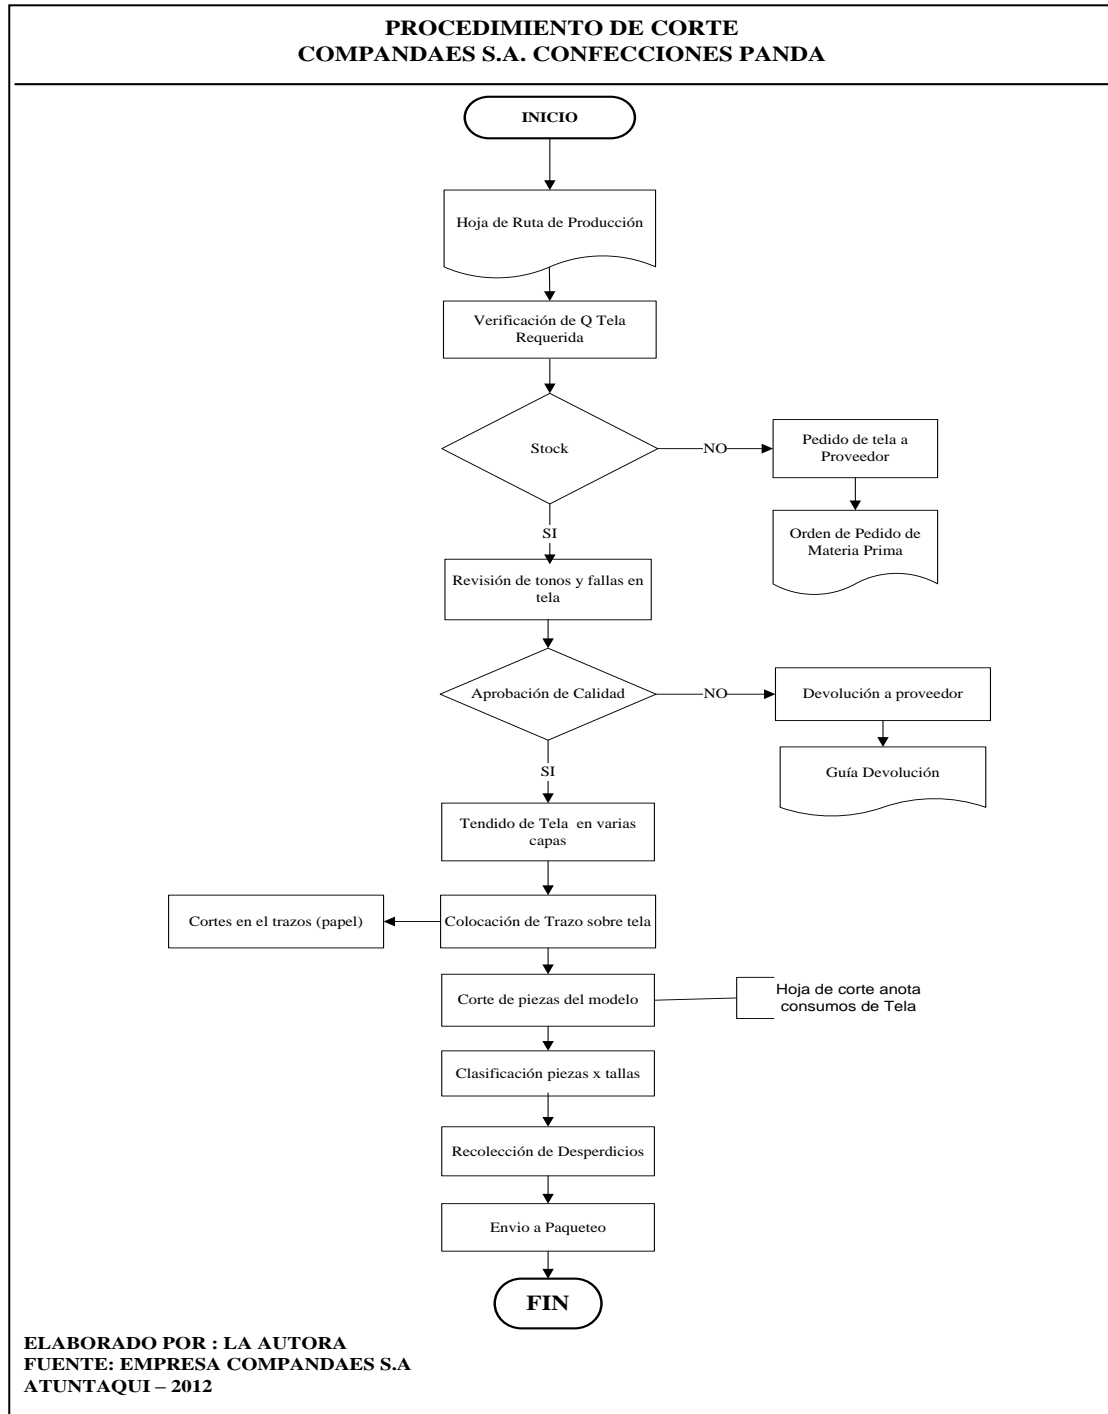 PROCEDIMIENTO DE CORTE
COMPANDAES S.A. CONFECCIONES PANDA
INICIO
Hoja de Ruta de Producción
Verificación de Q Tela
Requerida
Stock
NO
Pedido de tela a
Proveedor
Orden de Pedido de
Materia Prima
SI
Revisión de tonos y fallas en
tela
Aprobación de Calidad
NO
Devolución a proveedor
Guía Devolución
SI
Tendido de Tela en varias
capas
Cortes en el trazos (papel)
Colocación de Trazo sobre tela
Corte de piezas del modelo
Hoja de corte anota
consumos de Tela
Clasificación piezas x tallas
Recolección de Desperdicios
Envio a Paqueteo
FIN
ELABORADO POR : LA AUTORA
FUENTE: EMPRESA COMPANDAES S.A
ATUNTAQUI – 2012